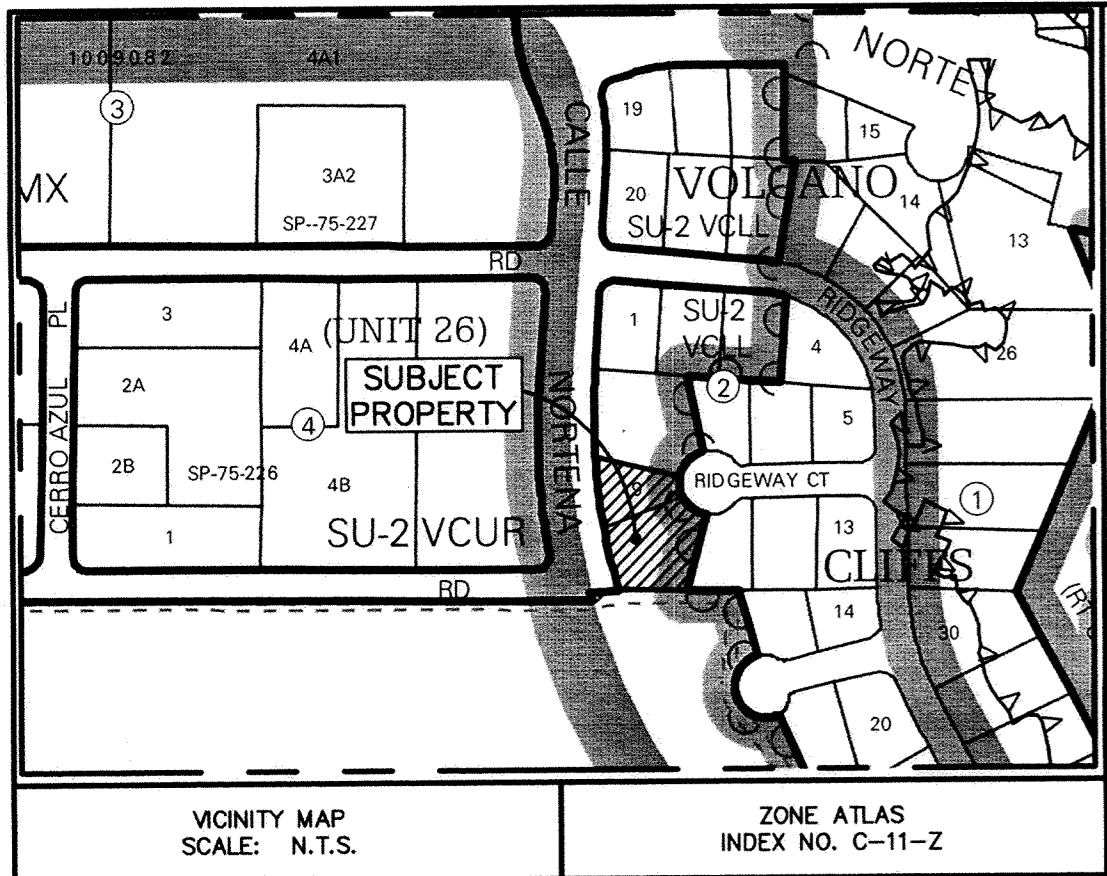 1009082
4A1
NORTE
3
CALLE
19
15
3A2
MX
VOLCANO
20
14
SP--75-227
SU-2 VCLL
13
RD
CERRO AZUL PL
3
4A
(UNIT 26)
1
SU-2
VCLL
RIDGEWAY
4
26
SUBJECT
PROPERTY
2A
2
5
4
NORTENA
2B
SP-75-226
4B
9
RIDGEWAY CT
1
1
SU-2 VCUR
13
CLIFFS
RD
14
30
20
VICINITY MAP
SCALE: N.T.S.
ZONE ATLAS
INDEX NO. C-11-Z